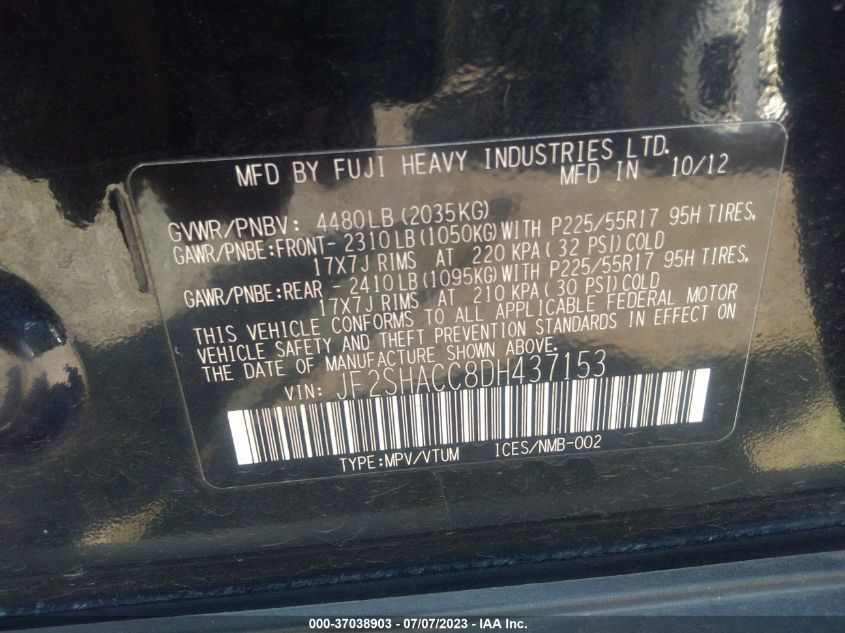 MFD BY FUJI HEAVY INDUSTRIES LTD.
MFD IN 10/12
GVWR/PNBV: 4480LB(2035KG)
GAWR/PNBE:FRONT- 2310LB(1050KG)WITH P225/55R17 95H TIRES,
17X7J RIMS AT 220 KPA(32 PSI)COLD
GAWR/PNBE:REAR - 2410LB(1095KG)WITH P225/55R17 95H TIRES,
17X7J RIMS AT 210 KPA(30 PSI)COLD
THIS VEHICLE CONFORMS TO ALL APPLICABLE FEDERAL MOTOR
VEHICLE SAFETY AND THEFT PREVENTION STANDARDS IN EFFECT ON
THE DATE OF MANUFACTURE SHOWN ABOVE.
VIN: JF2SHACC8DH437153
TYPE:MPV/VTUM ICES/NMB-002
000-37038903 - 07/07/2023 - IAA Inc.